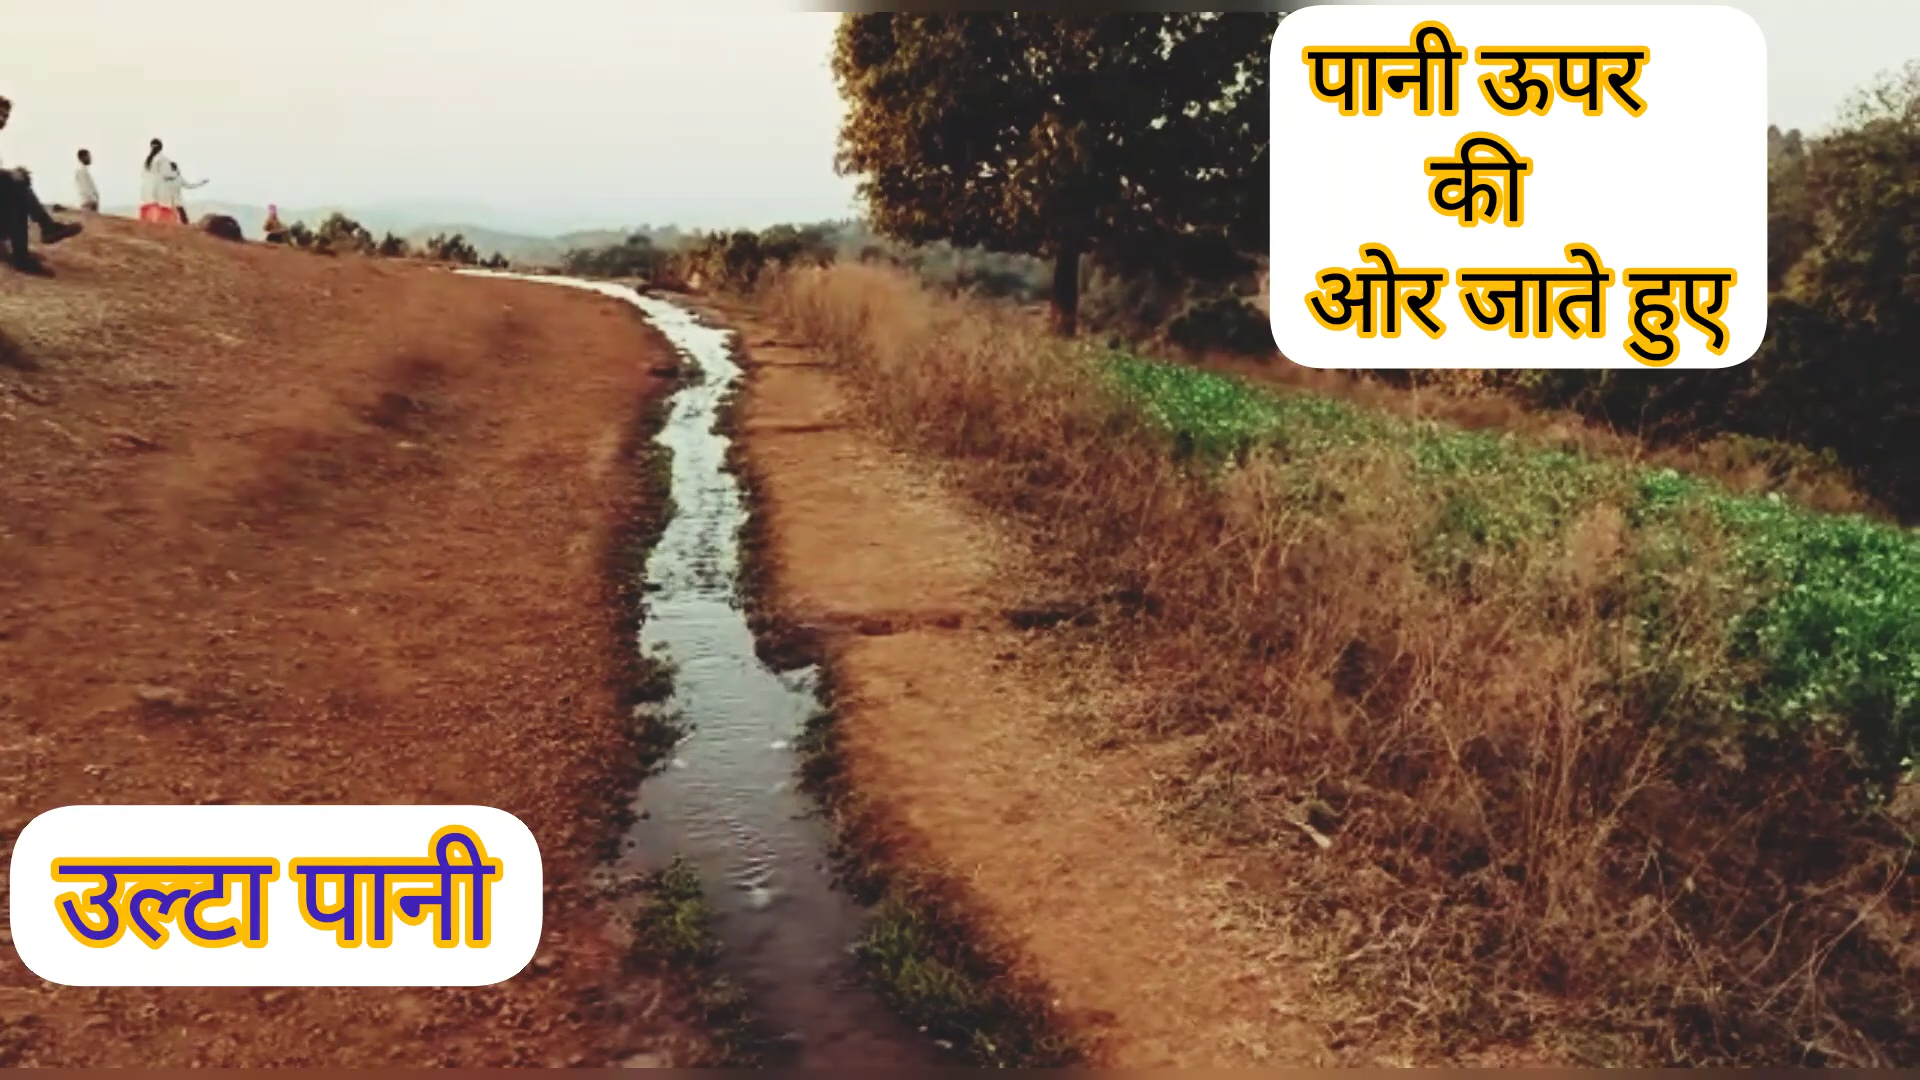 पानी ऊपर
की
ओर जाते हुए
उल्टा पानी